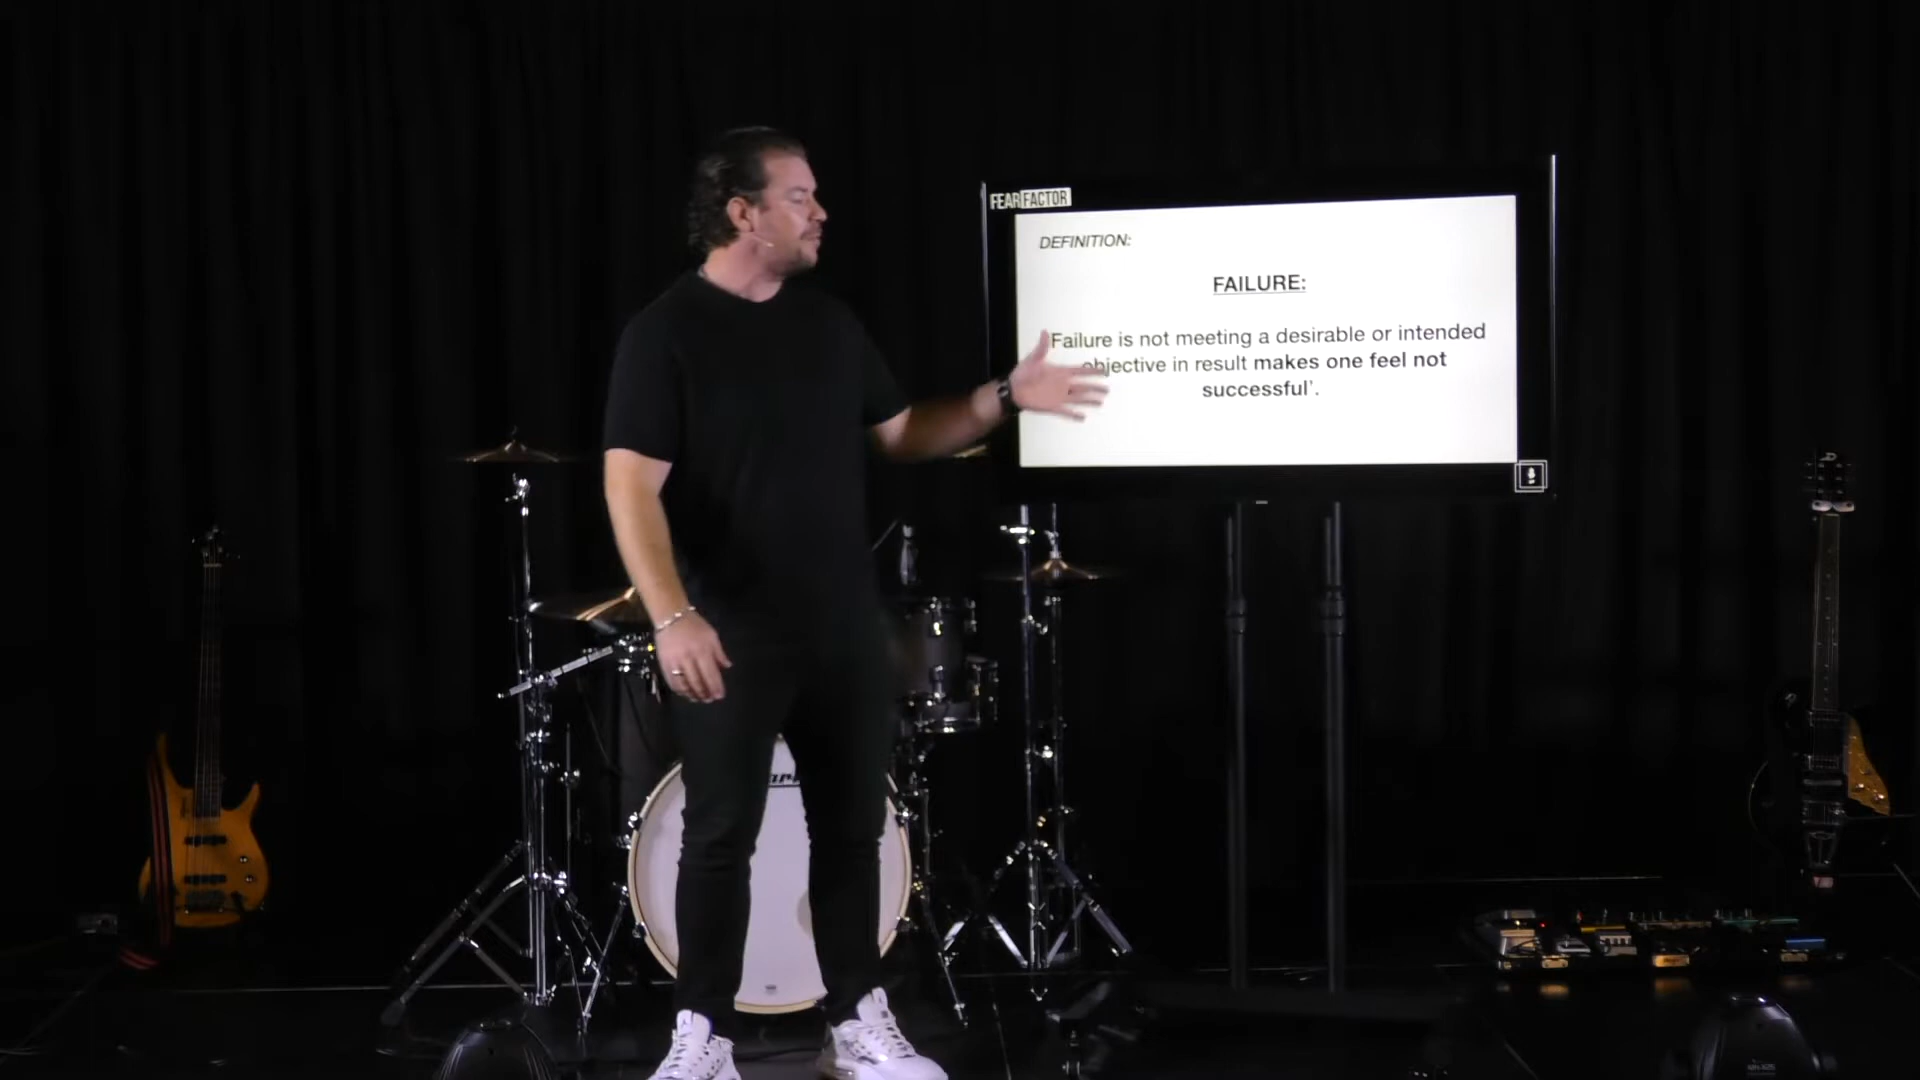 FEAR FACTOR
DEFINITION:
FAILURE:
Failure is not meeting a desirable or intended
objective in result makes one feel not
successful'.